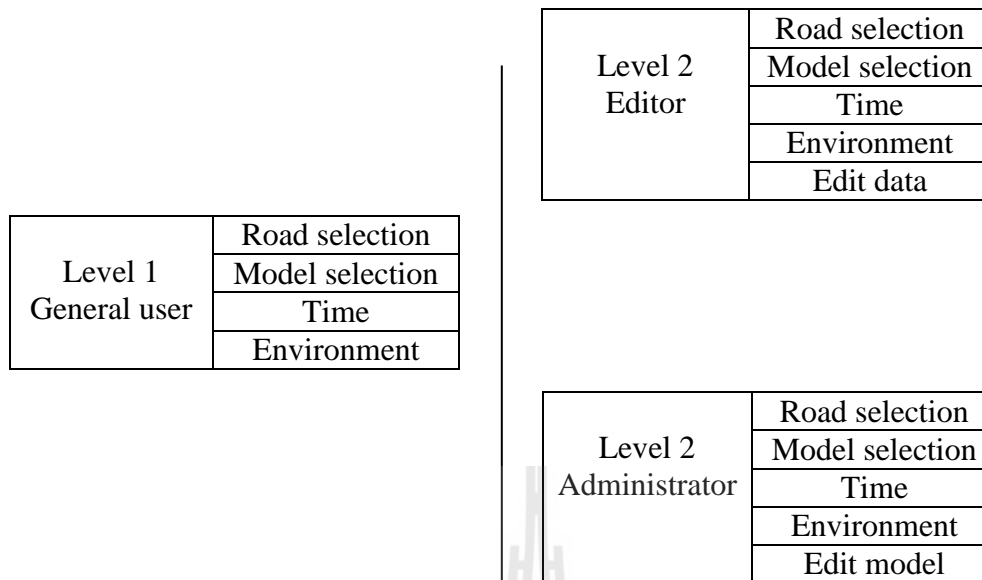 Level 1
General user
Road selection
Model selection
Time
Environment
Level 2
Editor
Road selection
Model selection
Time
Environment
Edit data
Level 2
Administrator
Road selection
Model selection
Time
Environment
Edit model